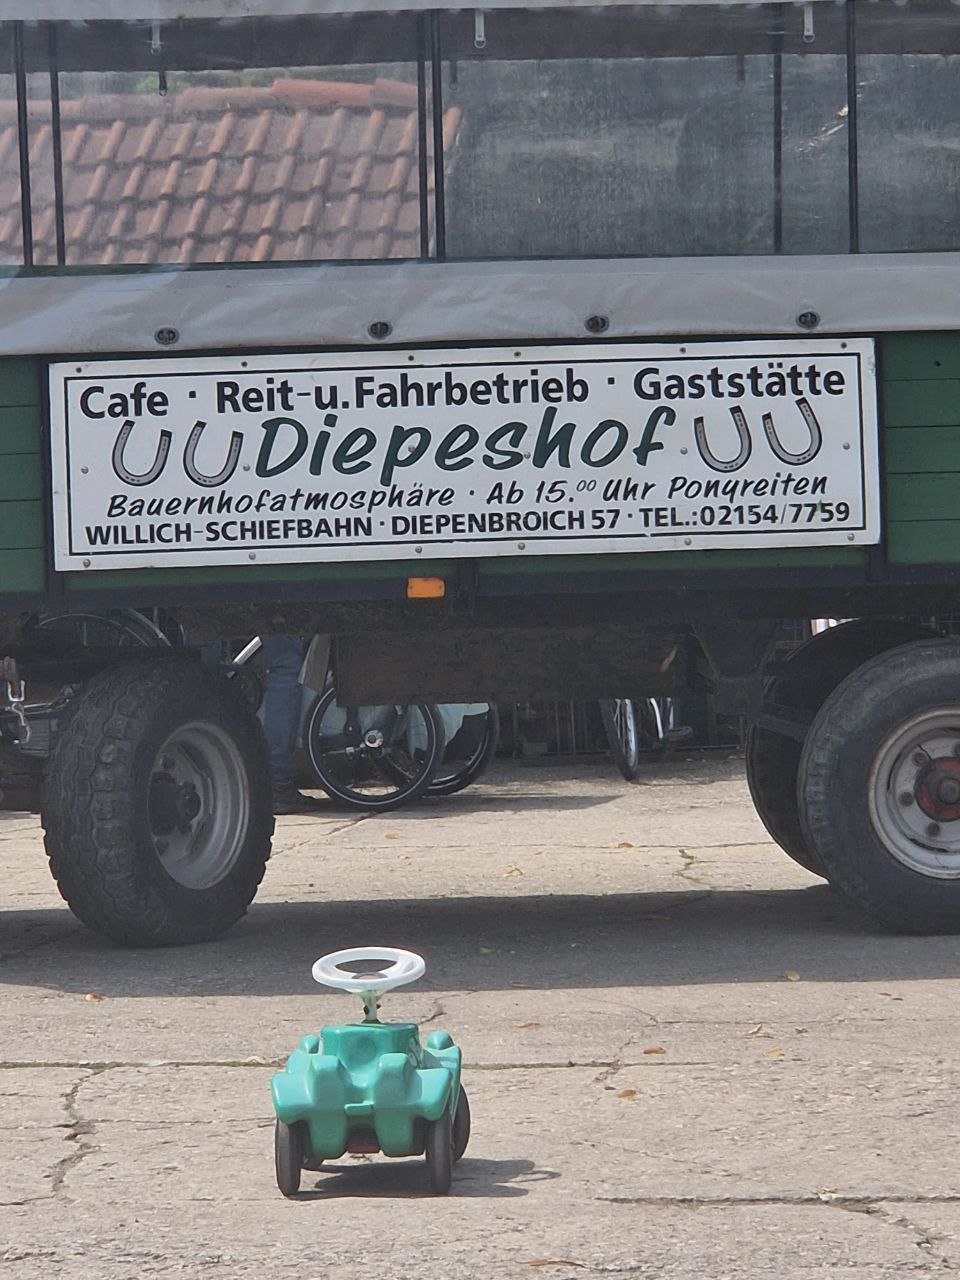 Cafe · Reit-u.Fahrbetrieb · Gaststätte
Diepeshof
Bauernhofatmosphäre · Ab 15.00 Uhr Ponyreiten
WILLICH-SCHIEFBAHN · DIEPENBROICH 57 · TEL.:02154/7759